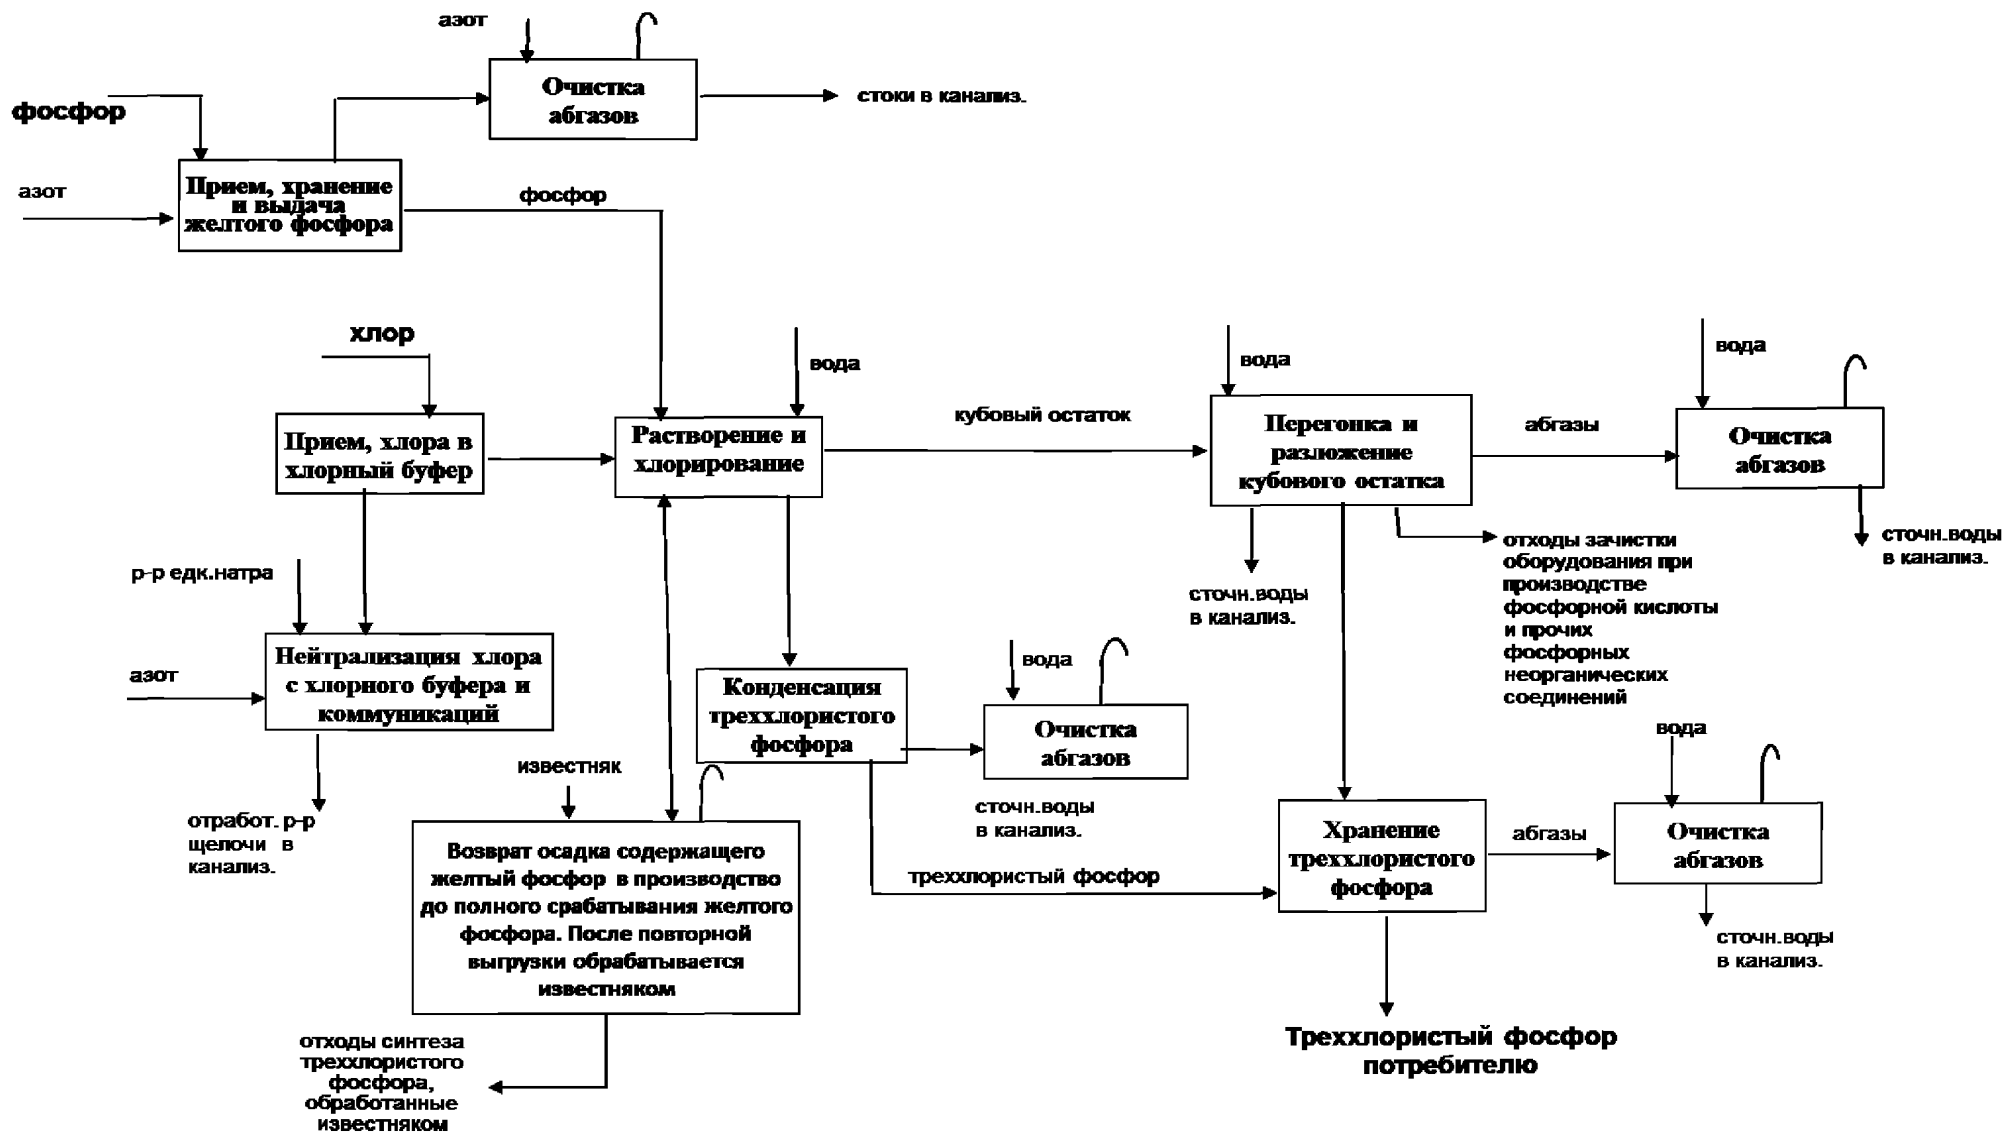 азот
Очистка
абгазов
стоки в канализ.
фосфор
азот
Прием, хранение
и выдача
желтого фосфора
фосфор
хлор
вода
Прием, хлора в
хлорный буфер
Растворение и
хлорирование
кубовый остаток
вода
Перегонка и
разложение
кубового остатка
абгазы
вода
Очистка
абгазов
сточн.воды
в канализ.
сточн.воды
в канализ.
отходы зачистки
оборудования при
производстве
фосфорной кислоты
и прочих
фосфорных
неорганических
соединений
р-р едк.натра
азот
Нейтрализация хлора
с хлорного буфера и
коммуникаций
отработ. р-р
щелочи в
канализ.
Конденсация
треххлористого
фосфора
вода
Очистка
абгазов
сточн.воды
в канализ.
известняк
Возврат осадка содержащего
желтый фосфор в производство
до полного срабатывания желтого
фосфора. После повторной
выгрузки обрабатывается
известняком
треххлористый фосфор
Хранение
треххлористого
фосфора
абгазы
вода
Очистка
абгазов
сточн.воды
в канализ.
отходы синтеза
треххлористого
фосфора,
обработанные
известняком
Треххлористый фосфор
потребителю